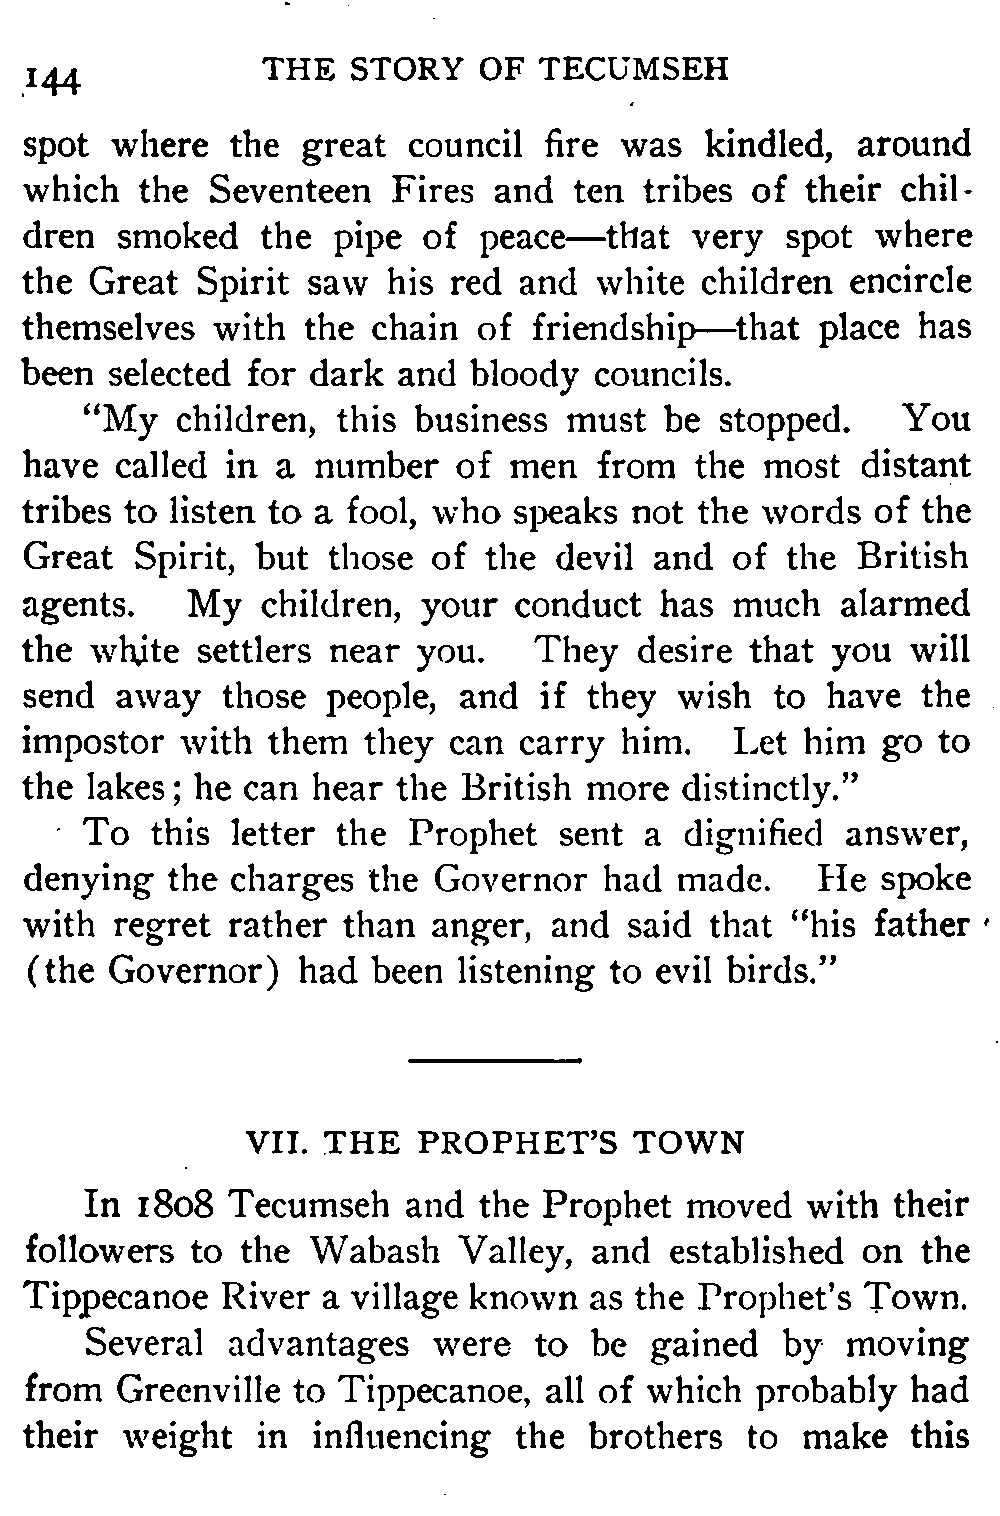 144 THE STORY OF TECUMSEH
spot where the great council fire was kindled, around
which the Seventeen Fires and ten tribes of their chil-
dren smoked the pipe of peace—that very spot where
the Great Spirit saw his red and white children encircle
themselves with the chain of friendship—that place has
been selected for dark and bloody councils.
"My children, this business must be stopped. You
have called in a number of men from the most distant
tribes to listen to a fool, who speaks not the words of the
Great Spirit, but those of the devil and of the British
agents. My children, your conduct has much alarmed
the white settlers near you. They desire that you will
send away those people, and if they wish to have the
impostor with them they can carry him. Let him go to
the lakes; he can hear the British more distinctly."
To this letter the Prophet sent a dignified answer,
denying the charges the Governor had made. He spoke
with regret rather than anger, and said that "his father
(the Governor) had been listening to evil birds."
VII. THE PROPHET'S TOWN
In 1808 Tecumseh and the Prophet moved with their
followers to the Wabash Valley, and established on the
Tippecanoe River a village known as the Prophet's Town.
Several advantages were to be gained by moving
from Greenville to Tippecanoe, all of which probably had
their weight in influencing the brothers to make this